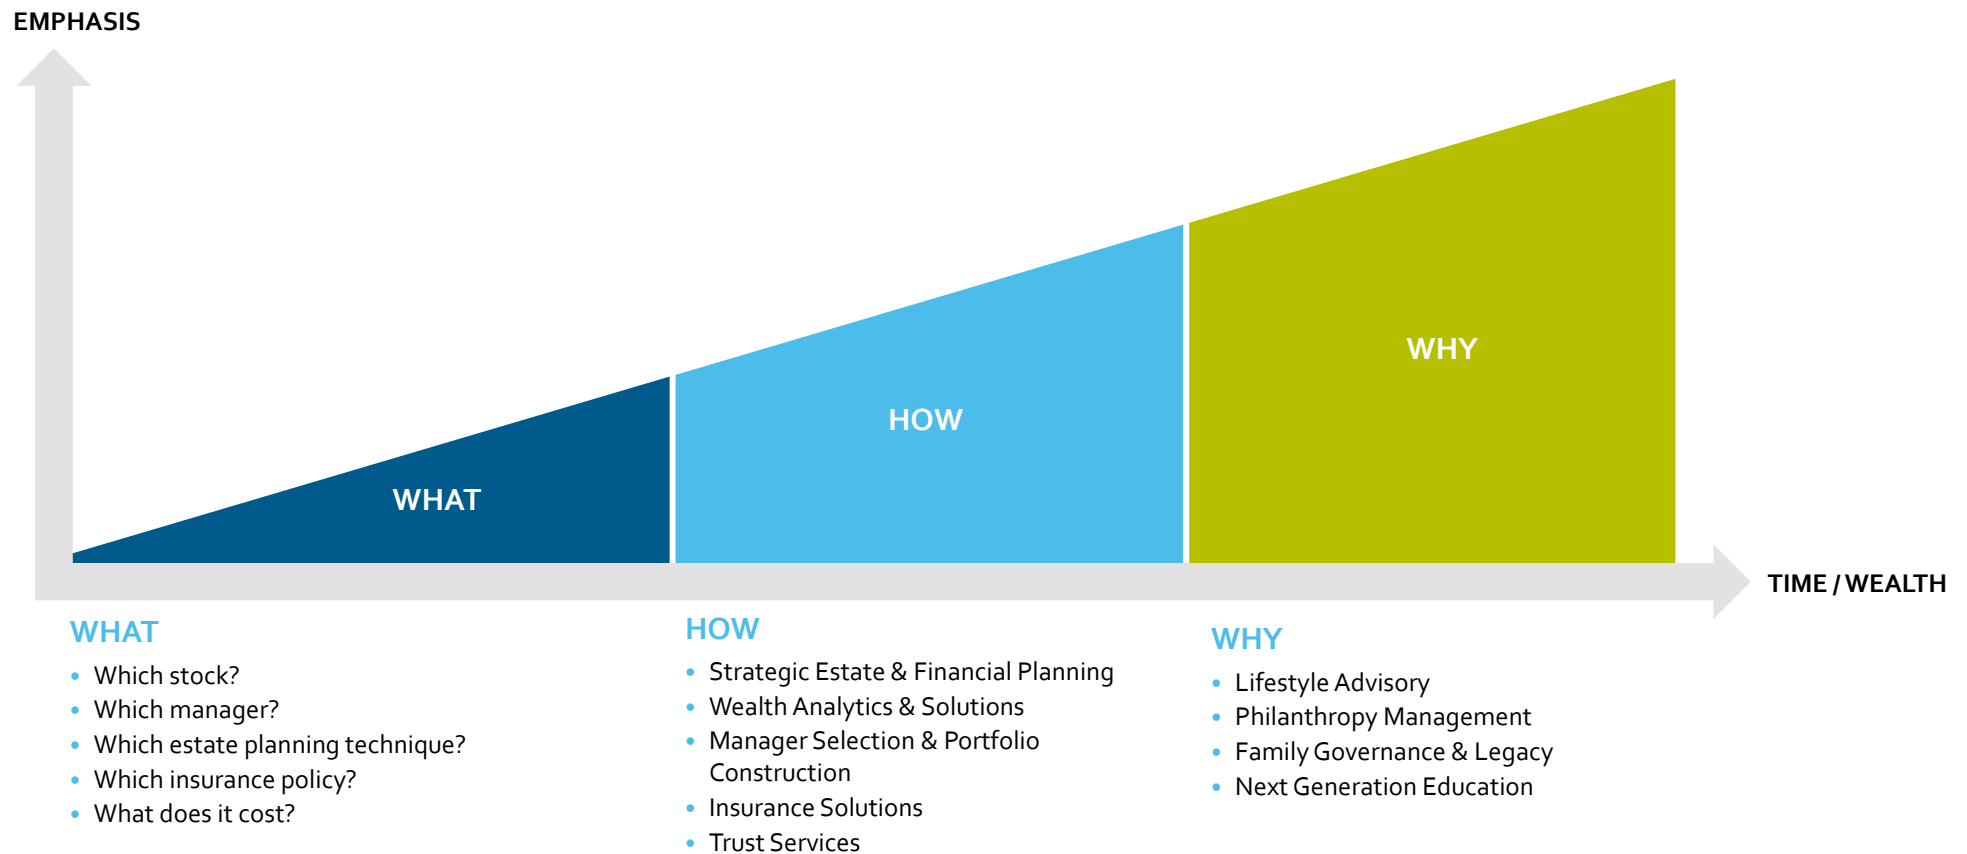 EMPHASIS
WHY
HOW
WHAT
TIME / WEALTH
WHAT
• Which stock?
• Which manager?
• Which estate planning technique?
• Which insurance policy?
• What does it cost?
HOW
• Strategic Estate & Financial Planning
• Wealth Analytics & Solutions
• Manager Selection & Portfolio
Construction
• Insurance Solutions
• Trust Services
WHY
• Lifestyle Advisory
• Philanthropy Management
• Family Governance & Legacy
• Next Generation Education